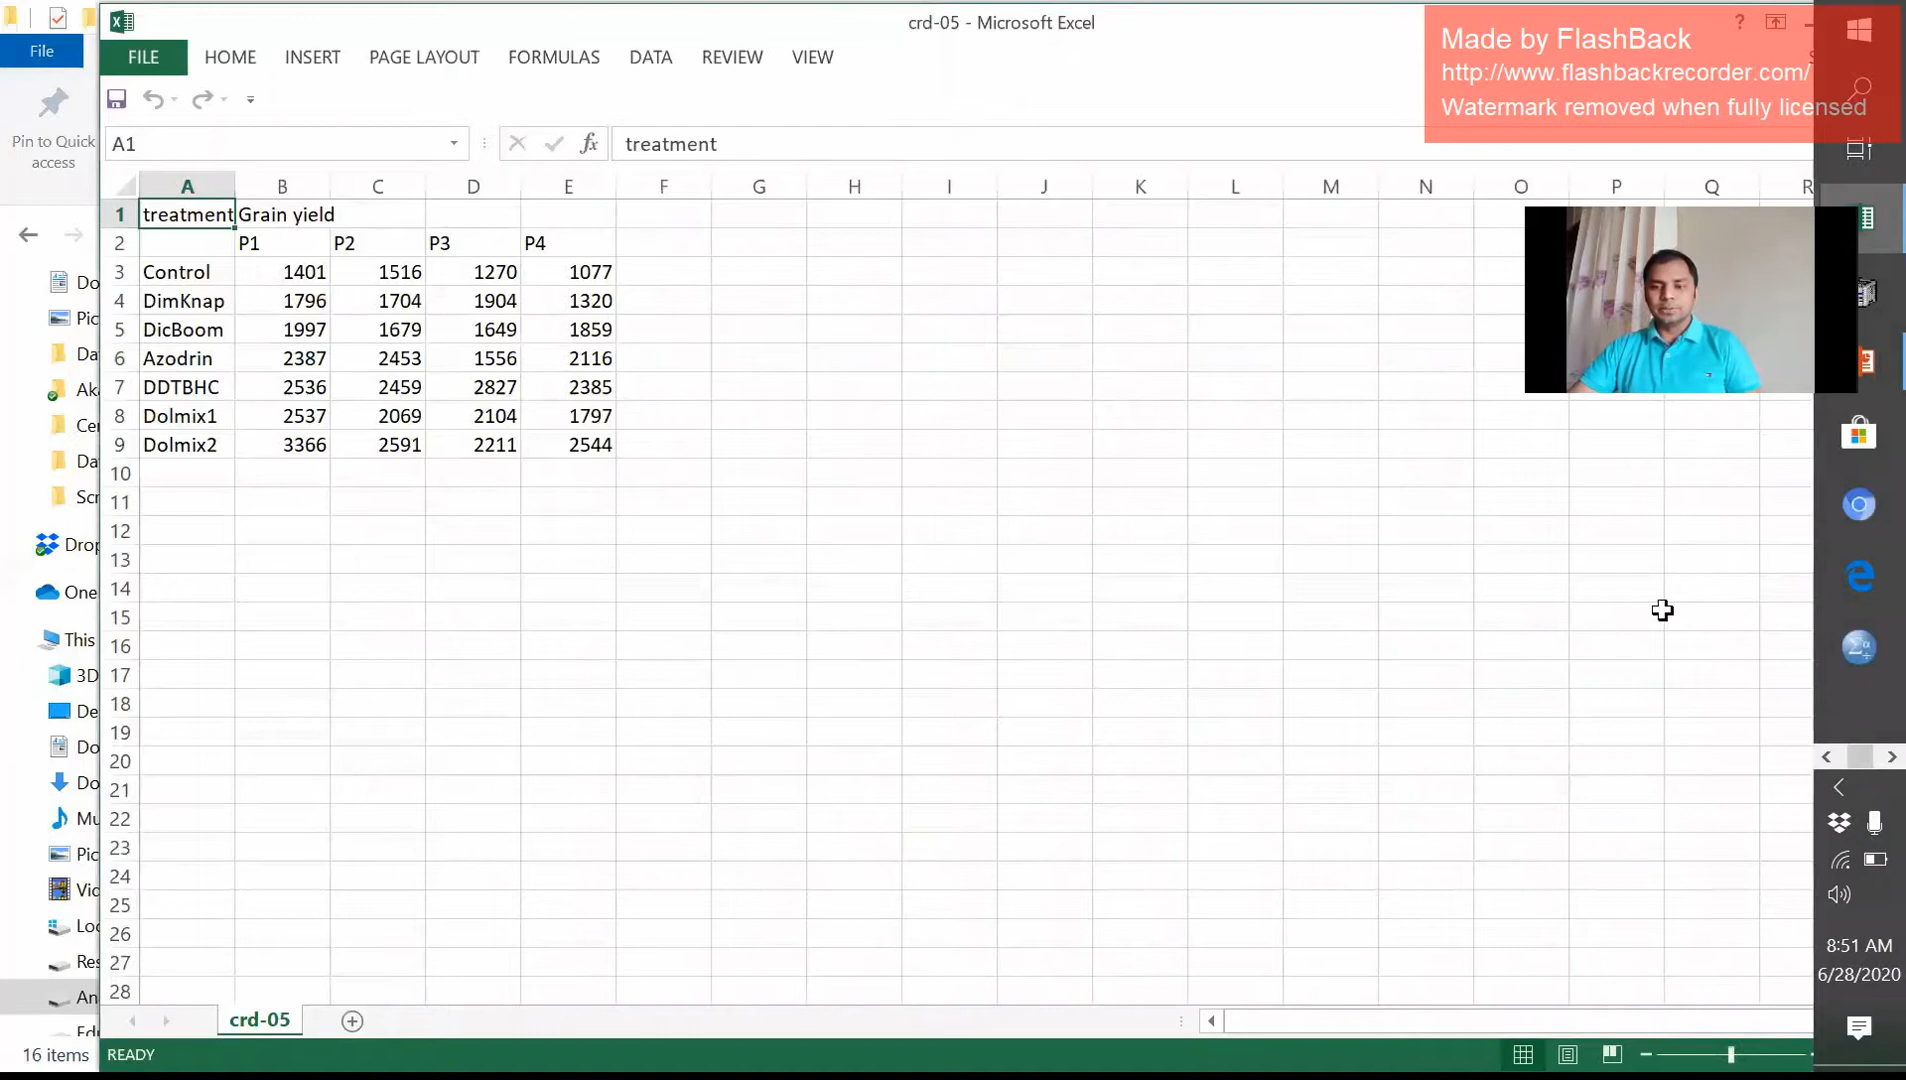 crd-05 - Microsoft Excel
?
Made by FlashBack
http://www.flashbackrecorder.com/
Watermark removed when fully licensed
File
FILE HOME INSERT PAGE LAYOUT FORMULAS DATA REVIEW VIEW
Pin to Quick
access
A1 fx treatment
A B C D E F G H I J K L M N O P Q R
1 treatment Grain yield
2 P1 P2 P3 P4
3 Control 1401 1516 1270 1077
4 DimKnap 1796 1704 1904 1320
5 DicBoom 1997 1679 1649 1859
6 Azodrin 2387 2453 1556 2116
7 DDTBHC 2536 2459 2827 2385
8 Dolmix1 2537 2069 2104 1797
9 Dolmix2 3366 2591 2211 2544
10
11
12
13
14
15
16
17
18
19
20
21
22
23
24
25
26
27
28
Do
Pic
Da
Aka
Cer
Da
Scr
Drop
One
This
3D
De
Do
Do
Mu
Pic
Vid
Loc
Res
An
8:51 AM
6/28/2020
crd-05
16 items READY